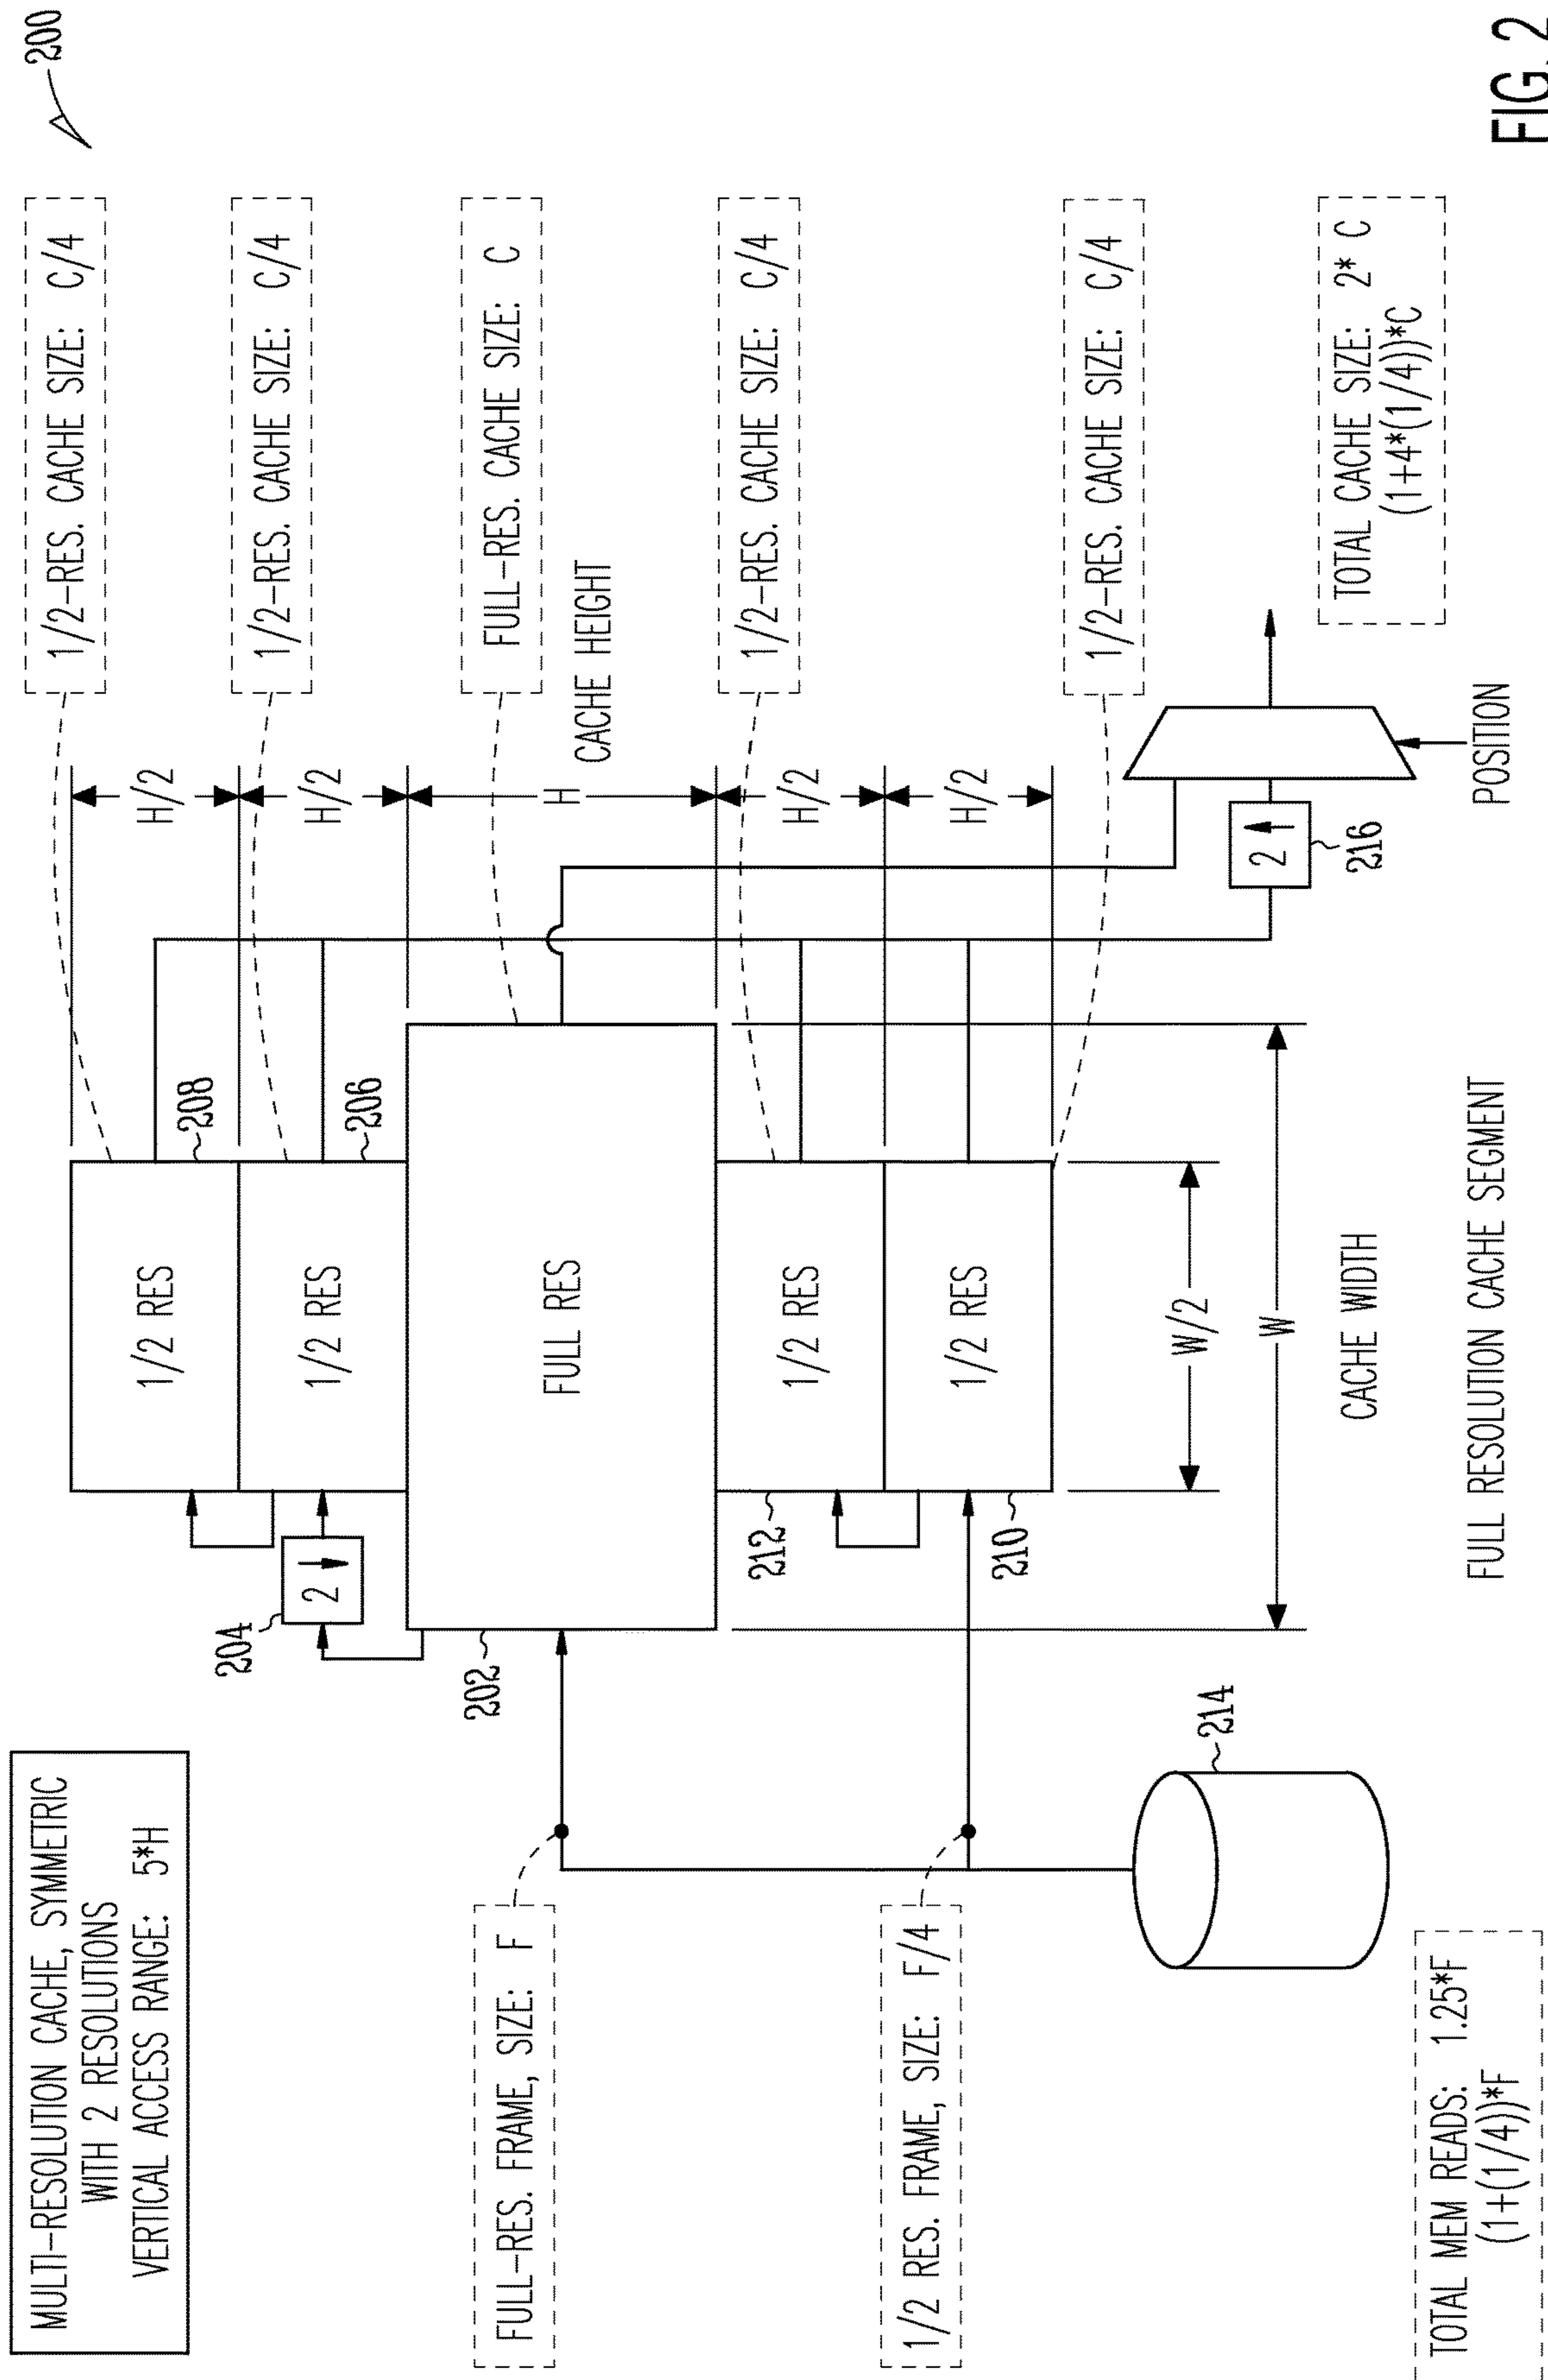 200
MULTI-RESOLUTION CACHE, SYMMETRIC
WITH 2 RESOLUTIONS
VERTICAL ACCESS RANGE: 5*H
1/2 RES
208
H/2
1/2-RES. CACHE SIZE: C/4
204
2
1/2 RES
206
H/2
1/2-RES. CACHE SIZE: C/4
FULL-RES. FRAME, SIZE: F
202
FULL RES
H
CACHE HEIGHT
FULL-RES. CACHE SIZE: C
212
1/2 RES
H/2
1/2-RES. CACHE SIZE: C/4
1/2 RES. FRAME, SIZE: F/4
210
1/2 RES
H/2
1/2-RES. CACHE SIZE: C/4
214
W/2
W
CACHE WIDTH
2
216
POSITION
TOTAL CACHE SIZE: 2* C
(1+4*(1/4))*C
TOTAL MEM READS: 1.25*F
(1+(1/4))*F
FULL RESOLUTION CACHE SEGMENT
FIG. 2